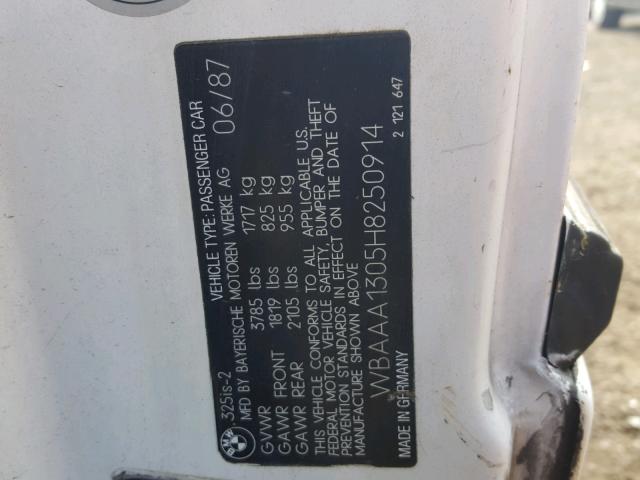 BMW
325is-2 VEHICLE TYPE: PASSENGER CAR
MFD BY BAYERISCHE MOTOREN WERKE AG 06/87
GVWR 3785 lbs 1717 kg
GAWR FRONT 1819 lbs 825 kg
GAWR REAR 2105 lbs 955 kg
THIS VEHICLE CONFORMS TO ALL APPLICABLE U.S.
FEDERAL MOTOR VEHICLE SAFETY, BUMPER AND THEFT
PREVENTION STANDARDS IN EFFECT ON THE DATE OF
MANUFACTURE SHOWN ABOVE
WBAAA1305H8250914
MADE IN GERMANY 2 121 647